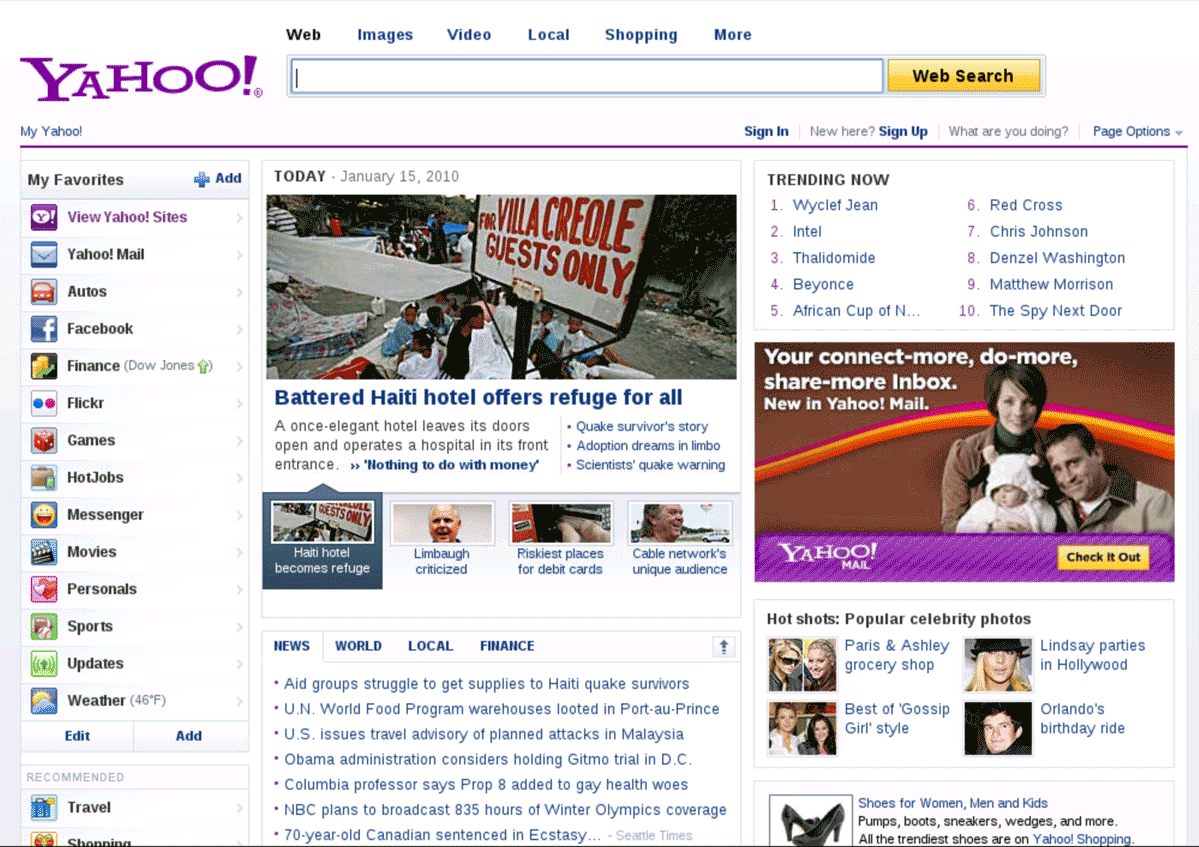 Web Images Video Local Shopping More
YAHOO!®
Web Search
My Yahoo!
Sign In New here? Sign Up What are you doing? Page Options
My Favorites Add
View Yahoo! Sites
Yahoo! Mail
Autos
Facebook
Finance (Dow Jones)
Flickr
Games
HotJobs
Messenger
Movies
Personals
Sports
Updates
Weather (46°F)
Edit Add
RECOMMENDED
Travel
Shopping
TODAY - January 15, 2010
FOR VILLA CREOLE
GUESTS ONLY
Battered Haiti hotel offers refuge for all
A once-elegant hotel leaves its doors
open and operates a hospital in its front
entrance. ›› 'Nothing to do with money'
• Quake survivor's story
• Adoption dreams in limbo
• Scientists' quake warning
GUESTS ONLY
Haiti hotel
becomes refuge
Limbaugh
criticized
Riskiest places
for debit cards
Cable network's
unique audience
NEWS WORLD LOCAL FINANCE
• Aid groups struggle to get supplies to Haiti quake survivors
• U.N. World Food Program warehouses looted in Port-au-Prince
• U.S. issues travel advisory of planned attacks in Malaysia
• Obama administration considers holding Gitmo trial in D.C.
• Columbia professor says Prop 8 added to gay health woes
• NBC plans to broadcast 835 hours of Winter Olympics coverage
• 70-year-old Canadian sentenced in Ecstasy... - Seattle Times
TRENDING NOW
1. Wyclef Jean
2. Intel
3. Thalidomide
4. Beyonce
5. African Cup of N...
6. Red Cross
7. Chris Johnson
8. Denzel Washington
9. Matthew Morrison
10. The Spy Next Door
Your connect-more, do-more,
share-more Inbox.
New in Yahoo! Mail.
YAHOO!
MAIL
Check It Out
Hot shots: Popular celebrity photos
Paris & Ashley
grocery shop
Lindsay parties
in Hollywood
Best of 'Gossip
Girl' style
Orlando's
birthday ride
Shoes for Women, Men and Kids
Pumps, boots, sneakers, wedges, and more.
All the trendiest shoes are on Yahoo! Shopping.